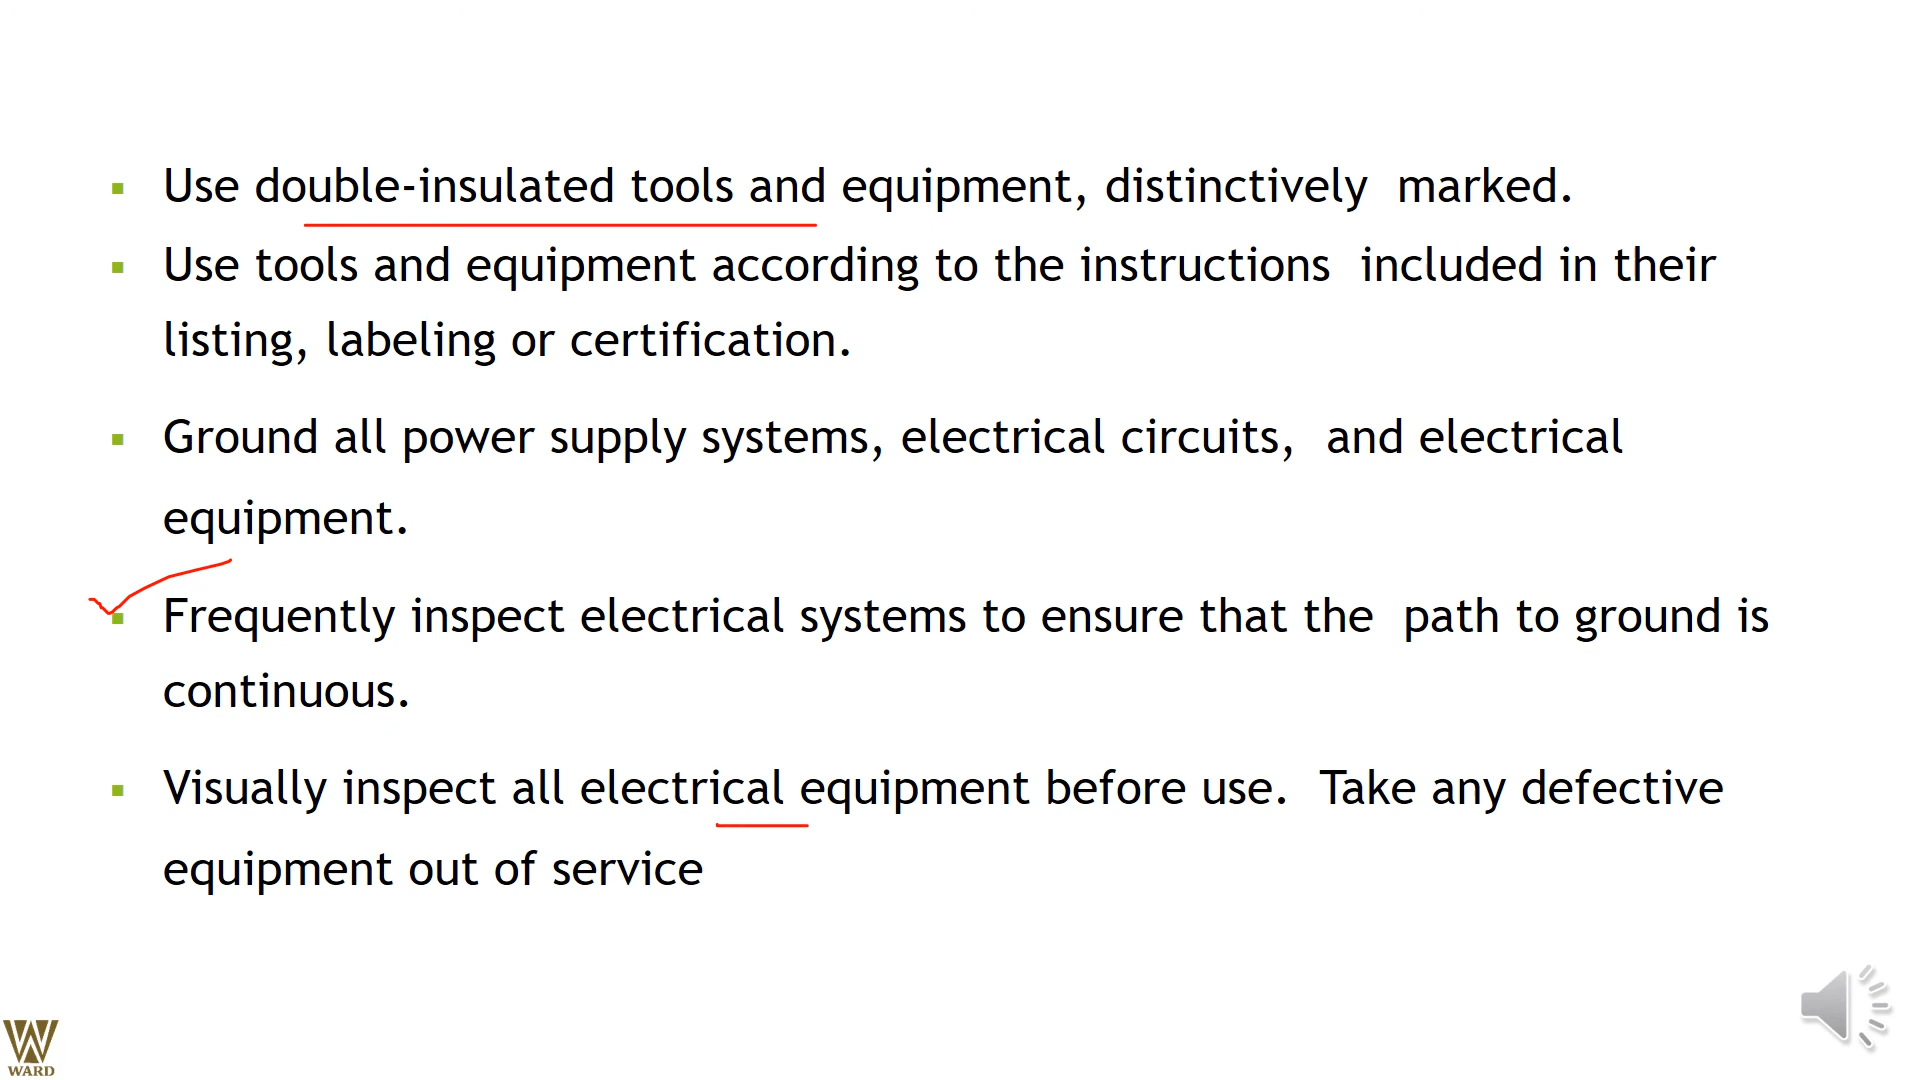 Use double-insulated tools and equipment, distinctively  marked.
Use tools and equipment according to the instructions  included in their
listing, labeling or certification.
Ground all power supply systems, electrical circuits,  and electrical
equipment.
Frequently inspect electrical systems to ensure that the  path to ground is
continuous.
Visually inspect all electrical equipment before use.  Take any defective
equipment out of service
WARD